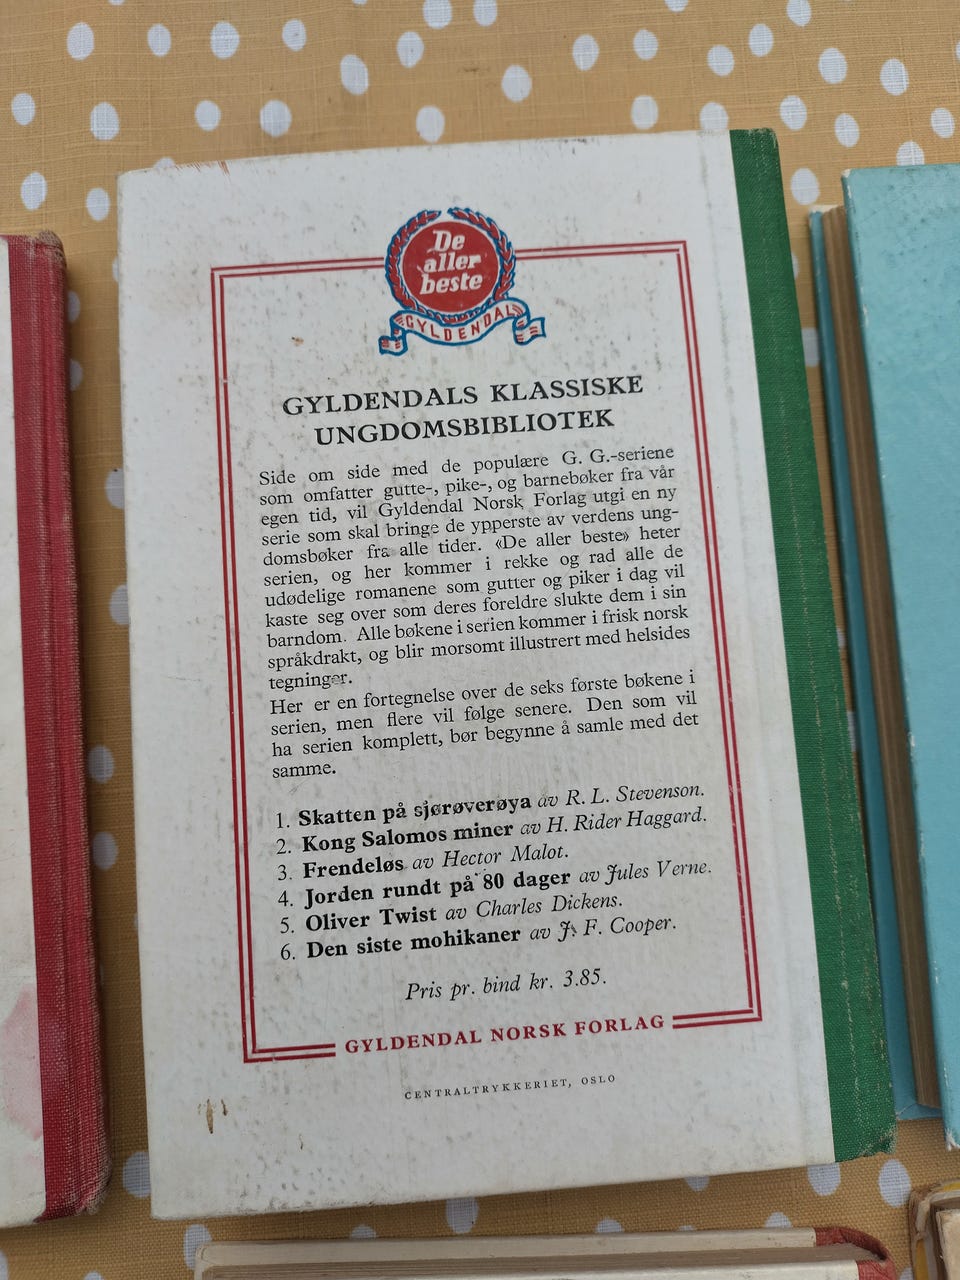 De
aller
beste
GYLDENDAL
GYLDENDALS KLASSISKE
UNGDOMSBIBLIOTEK
Side om side med de populære G. G.-seriene
som omfatter gutte-, pike-, og barnebøker fra vår
egen tid, vil Gyldendal Norsk Forlag utgi en ny
serie som skal bringe de ypperste av verdens ung-
domsbøker fra alle tider. «De aller beste» heter
serien, og her kommer i rekke og rad alle de
udødelige romanene som gutter og piker i dag vil
kaste seg over som deres foreldre slukte dem i sin
barndom. Alle bøkene i serien kommer i frisk norsk
språkdrakt, og blir morsomt illustrert med helsides
tegninger.
Her er en fortegnelse over de seks første bøkene i
serien, men flere vil følge senere. Den som vil
ha serien komplett, bør begynne å samle med det
samme.
1. Skatten på sjørøverøya av R. L. Stevenson.
2. Kong Salomos miner av H. Rider Haggard.
3. Frendeløs av Hector Malot.
4. Jorden rundt på 80 dager av Jules Verne.
5. Oliver Twist av Charles Dickens.
6. Den siste mohikaner av J. F. Cooper.
Pris pr. bind kr. 3.85.
GYLDENDAL NORSK FORLAG
CENTRALTRYKKERIET, OSLO